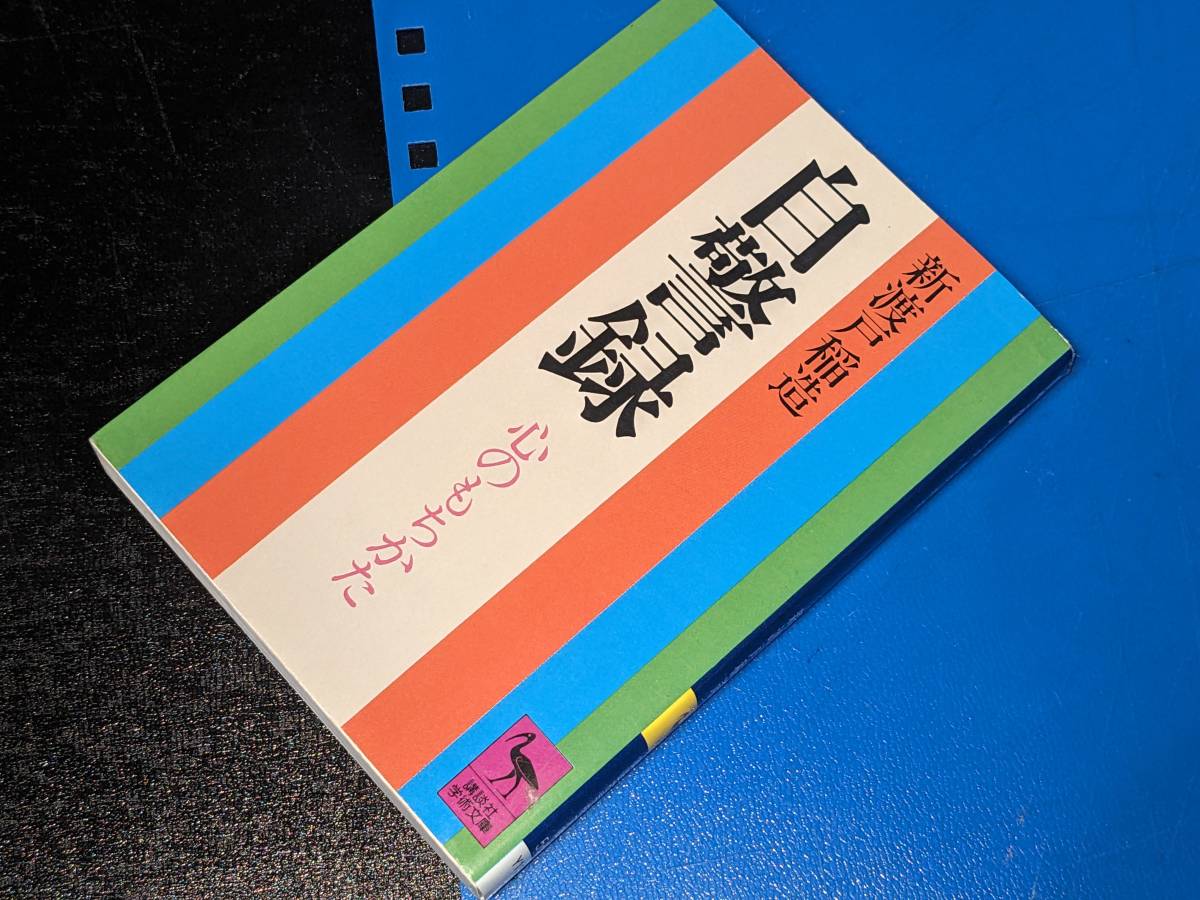 新渡戸稲造
自警録
心のもちかた
講談社
学術文庫